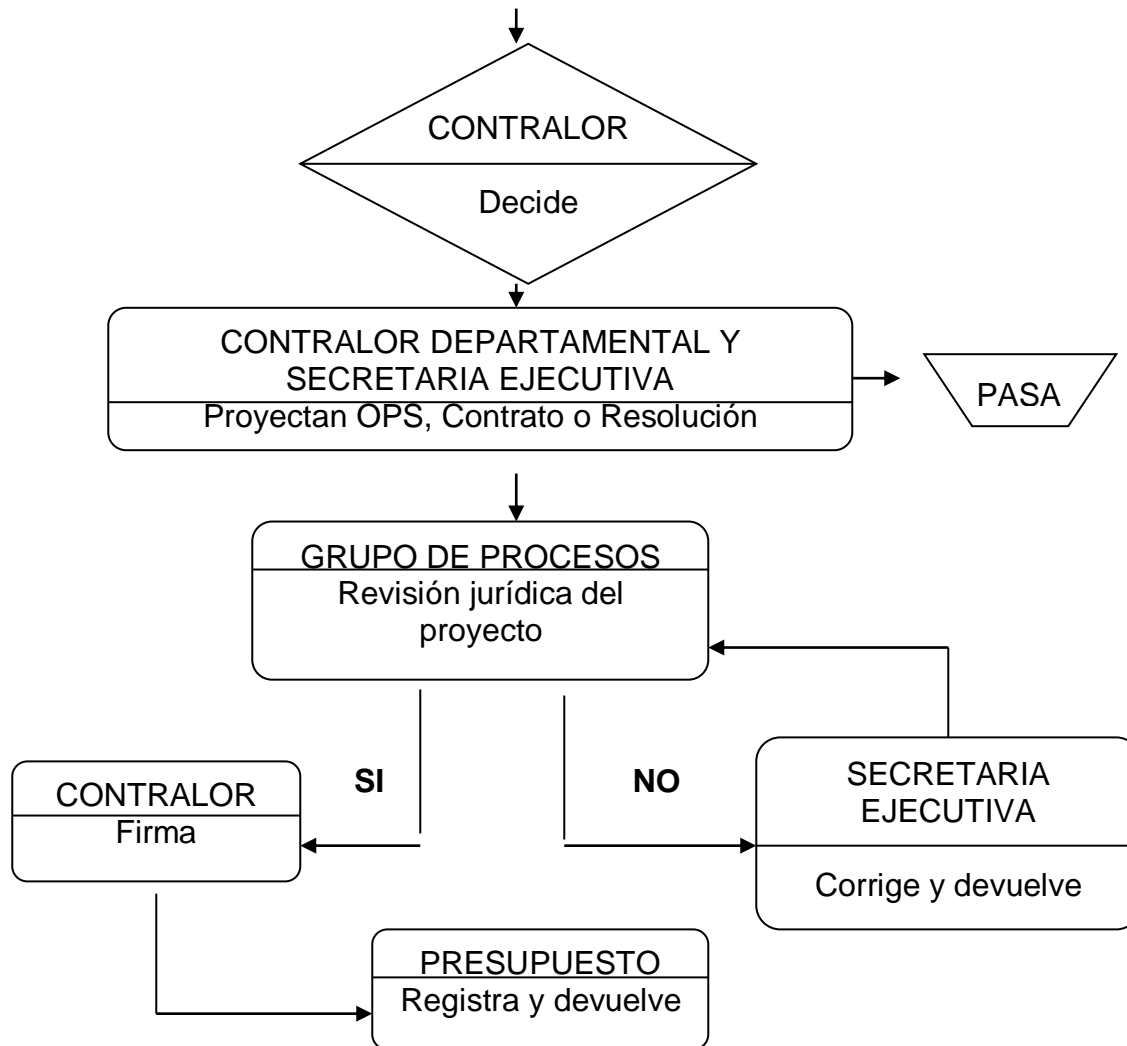 CONTRALOR
Decide
CONTRALOR DEPARTAMENTAL Y
SECRETARIA EJECUTIVA
Proyectan OPS, Contrato o Resolución
PASA
GRUPO DE PROCESOS
Revisión jurídica del
proyecto
SI
NO
CONTRALOR
Firma
SECRETARIA
EJECUTIVA
Corrige y devuelve
PRESUPUESTO
Registra y devuelve